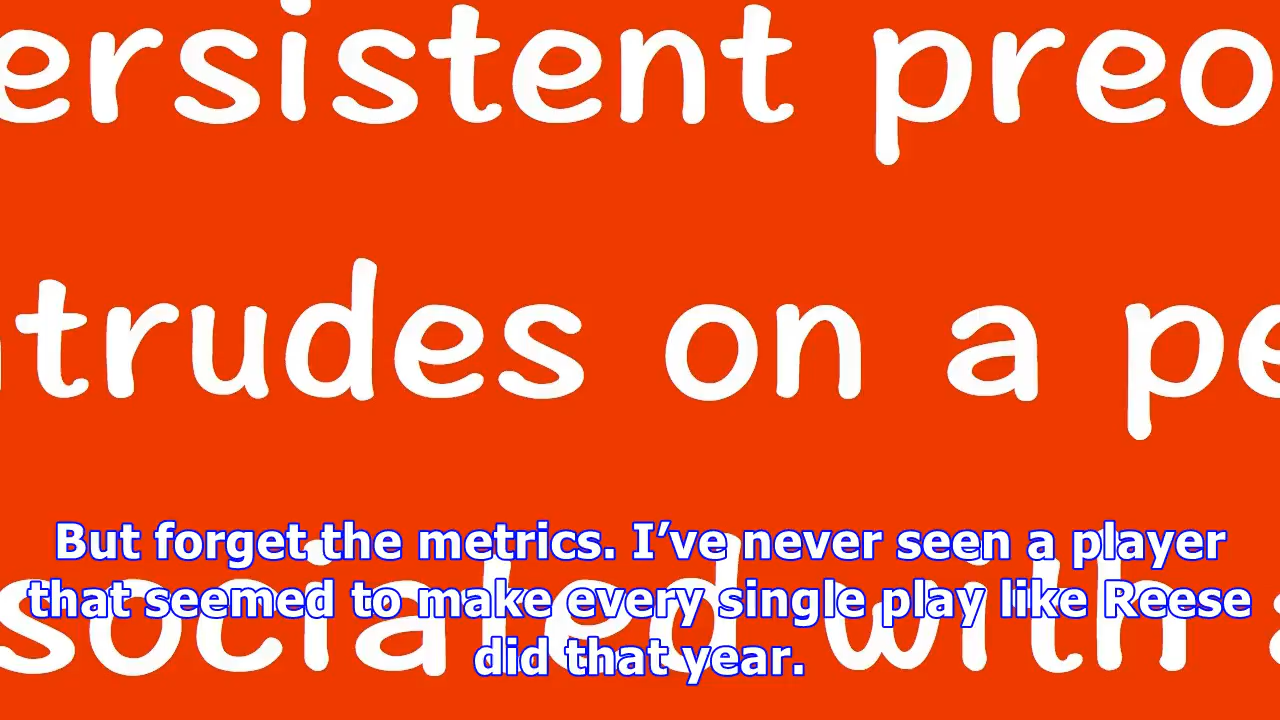 ersistent preo
trudes on a pe
But forget the metrics. I've never seen a player
that seemed to make every single play like Reese
did that year.
with